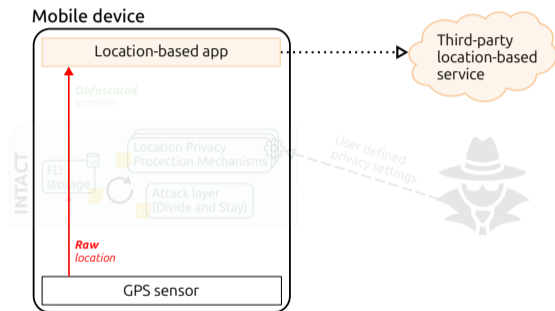 Mobile device
Location-based app
Third-party
location-based
service
Obfuscated
location
Location Privacy
Protection Mechanisms
User defined
privacy settings
INTACT
FLI
storage
Attack layer
(Divide and Stay)
Raw
location
GPS sensor